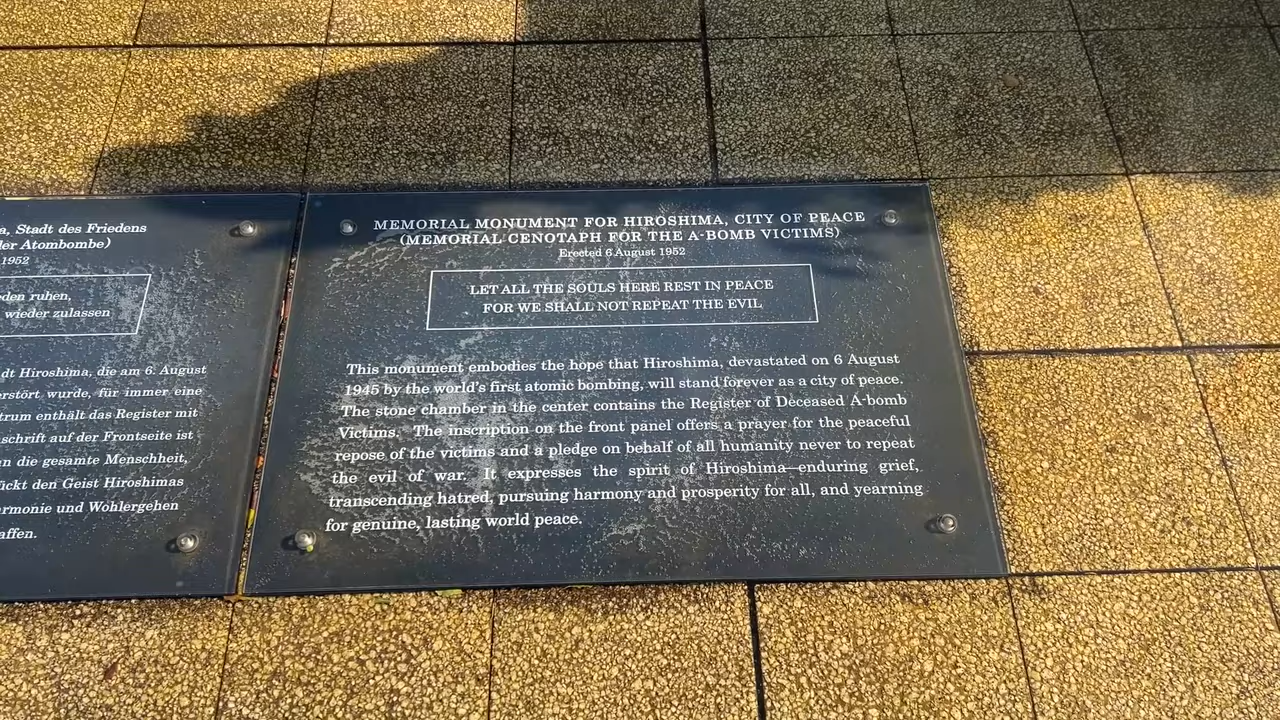 a, Stadt des Friedens
ler Atombombe)
1952
den ruhen,
wieder zulassen
dt Hiroshima, die am 6. August
erstört wurde, für immer eine
trum enthält das Register mit
schrift auf der Frontseite ist
n die gesamte Menschheit,
ückt den Geist Hiroshimas
armonie und Wohlergehen
affen.
MEMORIAL MONUMENT FOR HIROSHIMA, CITY OF PEACE
(MEMORIAL CENOTAPH FOR THE A-BOMB VICTIMS)
Erected 6 August 1952
LET ALL THE SOULS HERE REST IN PEACE
FOR WE SHALL NOT REPEAT THE EVIL
This monument embodies the hope that Hiroshima, devastated on 6 August
1945 by the world's first atomic bombing, will stand forever as a city of peace.
The stone chamber in the center contains the Register of Deceased A-bomb
Victims. The inscription on the front panel offers a prayer for the peaceful
repose of the victims and a pledge on behalf of all humanity never to repeat
the evil of war. It expresses the spirit of Hiroshima—enduring grief,
transcending hatred, pursuing harmony and prosperity for all, and yearning
for genuine, lasting world peace.